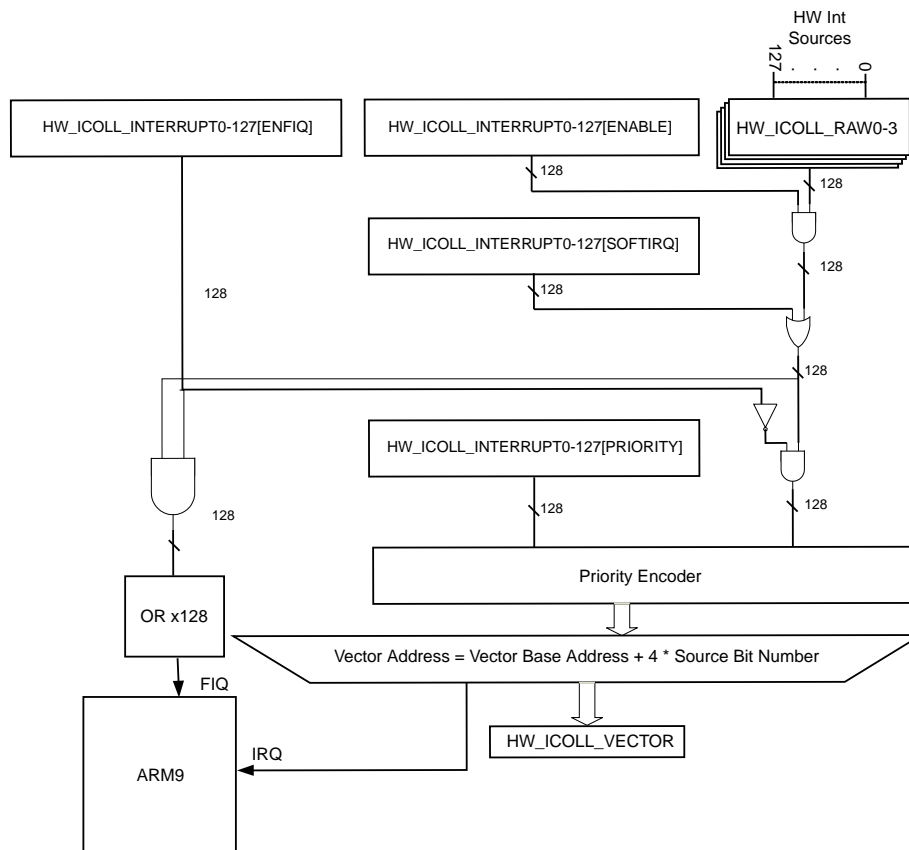 HW Int
Sources
127 . . . 0
HW_ICOLL_INTERRUPT0-127[ENFIQ]
HW_ICOLL_INTERRUPT0-127[ENABLE]
HW_ICOLL_RAW0-3
128
128
HW_ICOLL_INTERRUPT0-127[SOFTIRQ]
128
128
128
128
HW_ICOLL_INTERRUPT0-127[PRIORITY]
128
128
128
Priority Encoder
OR x128
Vector Address = Vector Base Address + 4 * Source Bit Number
FIQ
HW_ICOLL_VECTOR
IRQ
ARM9